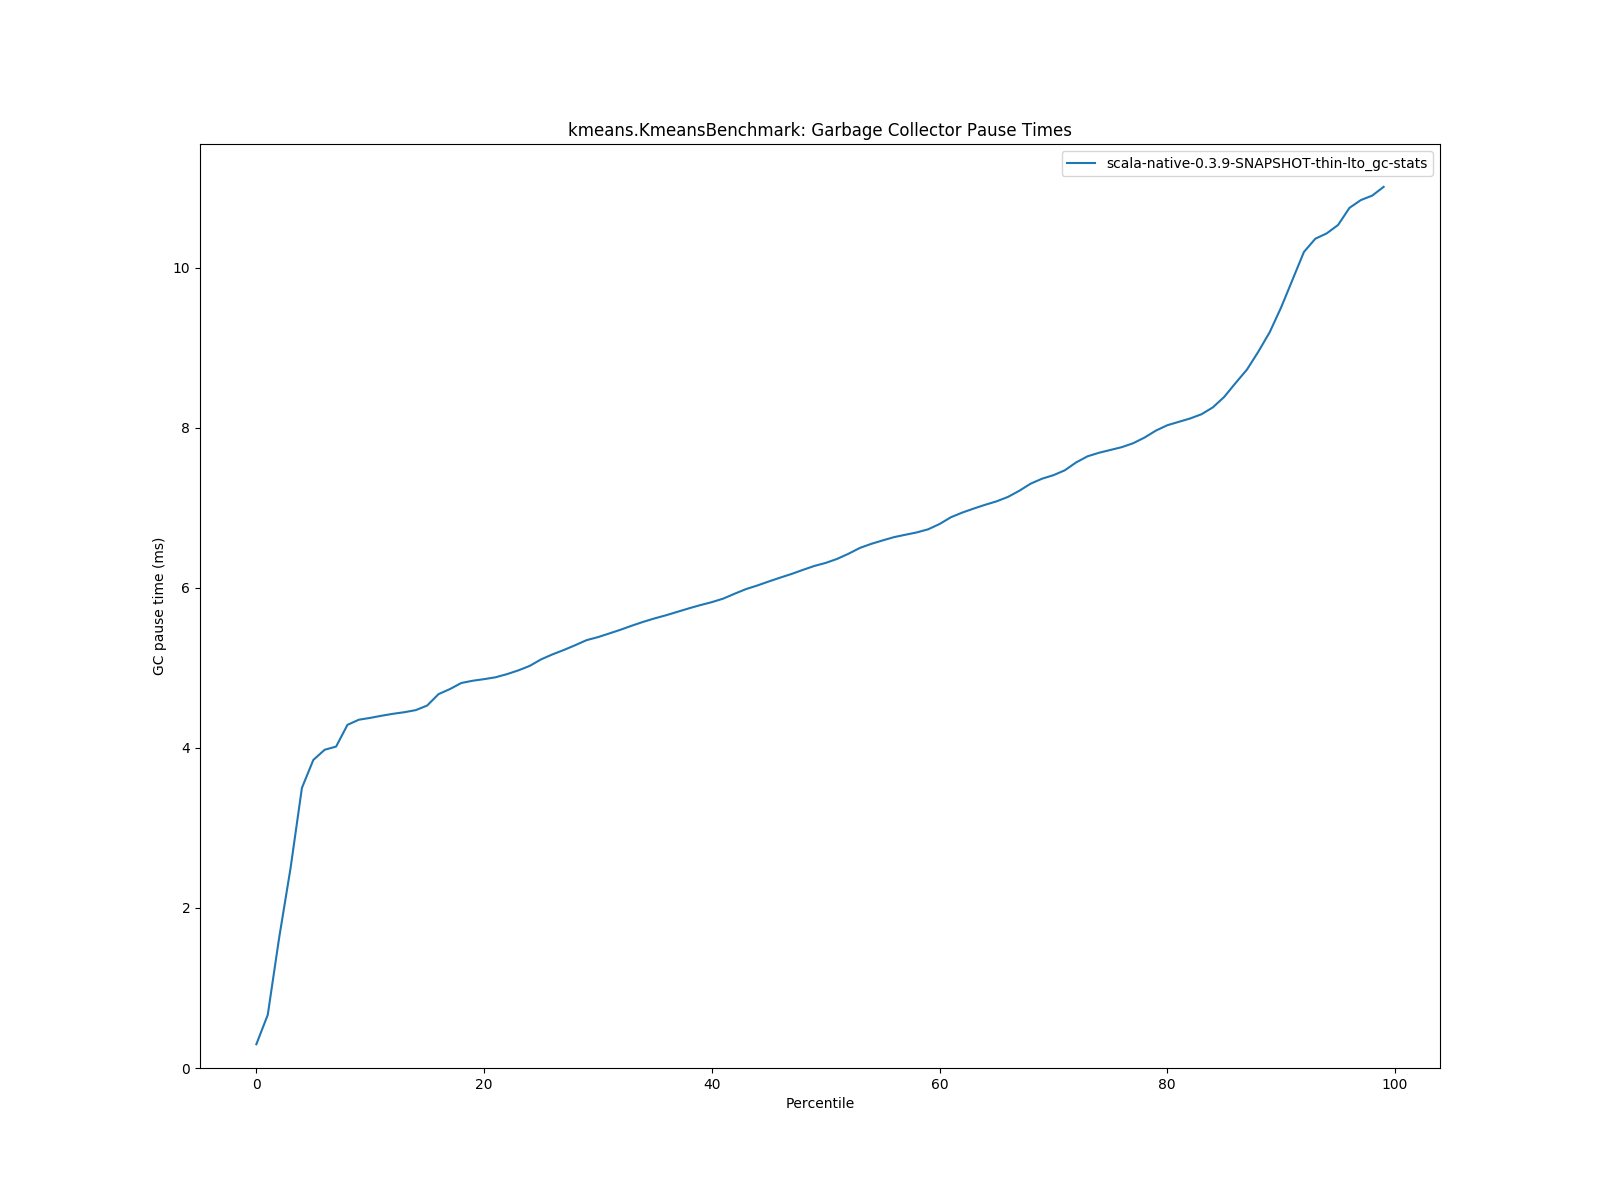 kmeans.KmeansBenchmark: Garbage Collector Pause Times
scala-native-0.3.9-SNAPSHOT-thin-lto_gc-stats
GC pause time (ms)
10
8
6
4
2
0
0 20 40 60 80 100
Percentile